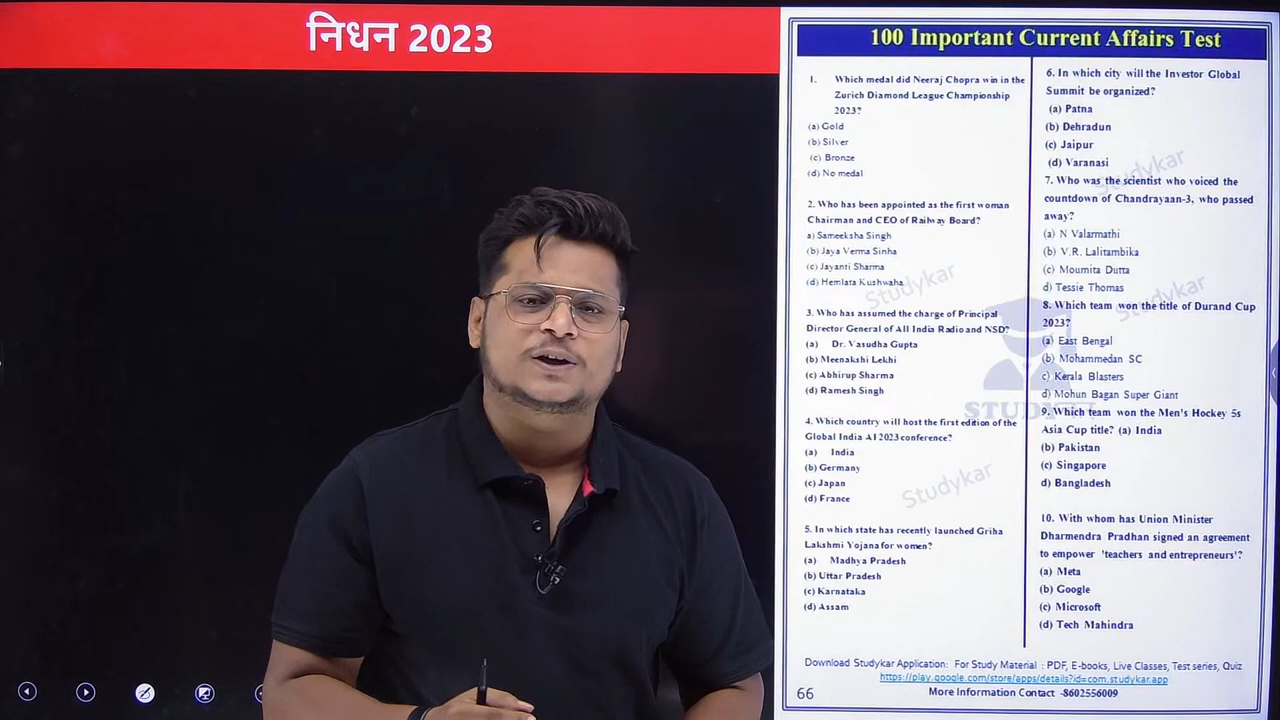 निधन 2023
100 Important Current Affairs Test
1. Which medal did Neeraj Chopra win in the
Zurich Diamond League Championship
2023?
(a) Gold
(b) Silver
(c) Bronze
(d) No medal
2. Who has been appointed as the first woman
Chairman and CEO of Railway Board?
a) Sameeksha Singh
(b) Jaya Verma Sinha
(c) Jayanti Sharma
(d) Hemlata Kushwaha
3. Who has assumed the charge of Principal
Director General of All India Radio and NSD?
(a) Dr. Vasudha Gupta
(b) Meenakshi Lekhi
(c) Abhirup Sharma
(d) Ramesh Singh
4. Which country will host the first edition of the
Global India AI 2023 conference?
(a) India
(b) Germany
(c) Japan
(d) France
5. In which state has recently launched Griha
Lakshmi Yojana for women?
(a) Madhya Pradesh
(b) Uttar Pradesh
(c) Karnataka
(d) Assam
6. In which city will the Investor Global
Summit be organized?
(a) Patna
(b) Dehradun
(c) Jaipur
(d) Varanasi
7. Who was the scientist who voiced the
countdown of Chandrayaan-3, who passed
away?
(a) N Valarmathi
(b) V.R. Lalitambika
(c) Moumita Dutta
d) Tessie Thomas
8. Which team won the title of Durand Cup
2023?
(a) East Bengal
(b) Mohammedan SC
c) Kerala Blasters
d) Mohun Bagan Super Giant
9. Which team won the Men's Hockey 5s
Asia Cup title? (a) India
(b) Pakistan
(c) Singapore
d) Bangladesh
10. With whom has Union Minister
Dharmendra Pradhan signed an agreement
to empower 'teachers and entrepreneurs'?
(a) Meta
(b) Google
(c) Microsoft
(d) Tech Mahindra
Studykar
Studykar
Studykar
Studykar
Download Studykar Application: For Study Material : PDF, E-books, Live Classes, Test series, Quiz
https://play.google.com/store/apps/details?id=com.studykar.app
66
More Information Contact -8602556009